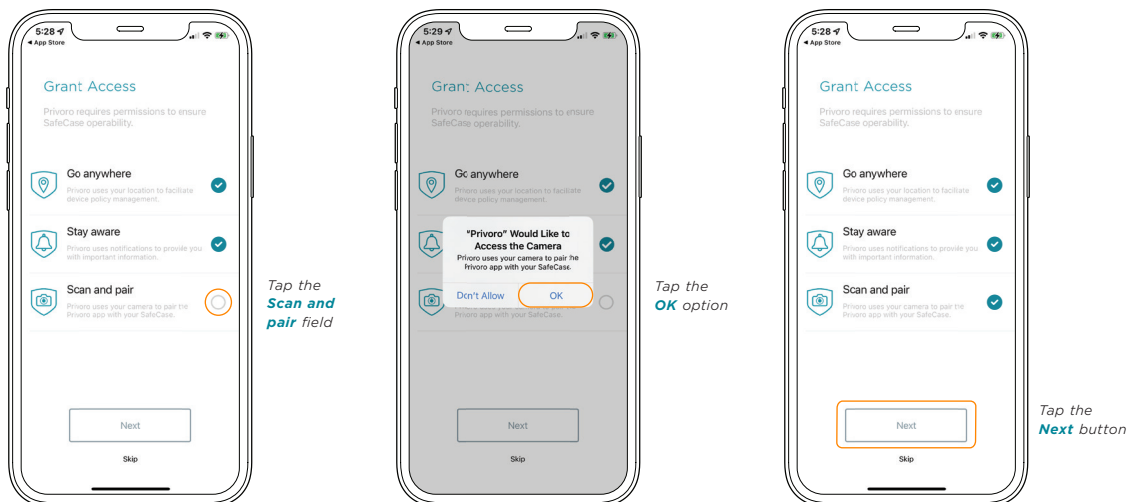 5:28
App Store
Grant Access
Privoro requires permissions to ensure
SafeCase operability.
Go anywhere
Privoro uses your location to faciliate
device policy management.
Stay aware
Privoro uses notifications to provide you
with important information.
Scan and pair
Privoro uses your camera to pair the
Privoro app with your SafeCase.
Next
Skip
Tap the
Scan and
pair field
5:29
App Store
Grant Access
Privoro requires permissions to ensure
SafeCase operability.
Go anywhere
Privoro uses your location to faciliate
device policy management.
"Privoro" Would Like to
Access the Camera
Privoro uses your camera to pair the
Privoro app with your SafeCase.
Don't Allow
OK
Privoro app with your SafeCase.
Next
Skip
Tap the
OK option
5:28
App Store
Grant Access
Privoro requires permissions to ensure
SafeCase operability.
Go anywhere
Privoro uses your location to faciliate
device policy management.
Stay aware
Privoro uses notifications to provide you
with important information.
Scan and pair
Privoro uses your camera to pair the
Privoro app with your SafeCase.
Next
Skip
Tap the
Next button